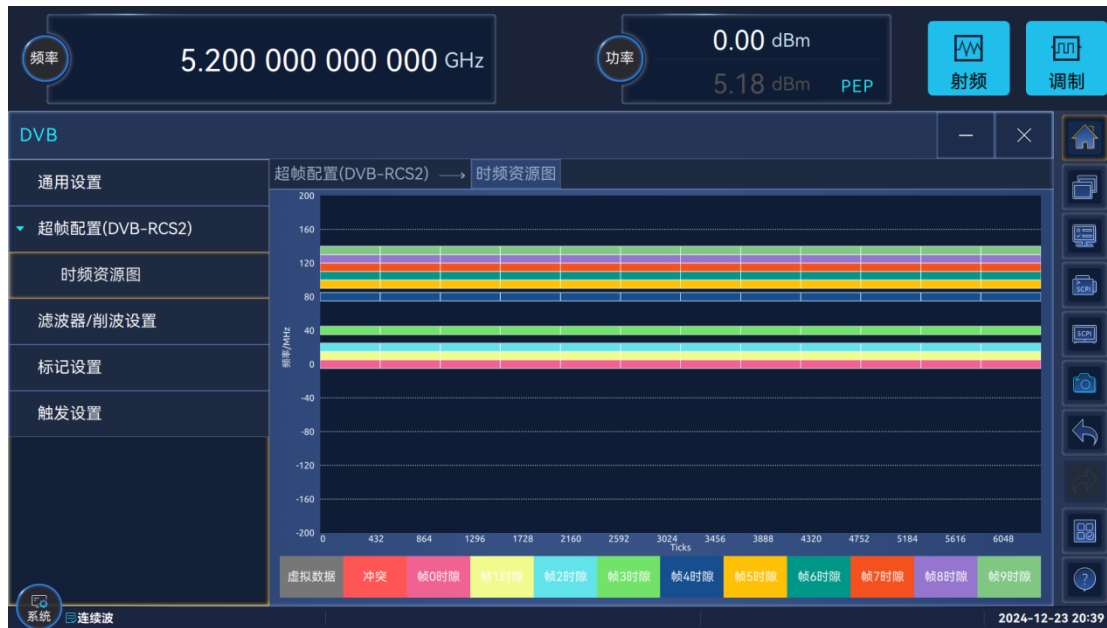 频率
5.200 000 000 000 GHz
功率
0.00 dBm
5.18 dBm PEP
射频
调制
DVB
通用设置
超帧配置(DVB-RCS2)
时频资源图
滤波器/削波设置
标记设置
触发设置
超帧配置(DVB-RCS2) → 时频资源图
频率/MHz
200
160
120
80
40
0
-40
-80
-120
-160
-200
0 432 864 1296 1728 2160 2592 3024 3456 3888 4320 4752 5184 5616 6048
Ticks
虚拟数据 冲突 帧0时隙 帧1时隙 帧2时隙 帧3时隙 帧4时隙 帧5时隙 帧6时隙 帧7时隙 帧8时隙 帧9时隙
SCPI
SCPI
系统
连续波
2024-12-23 20:39